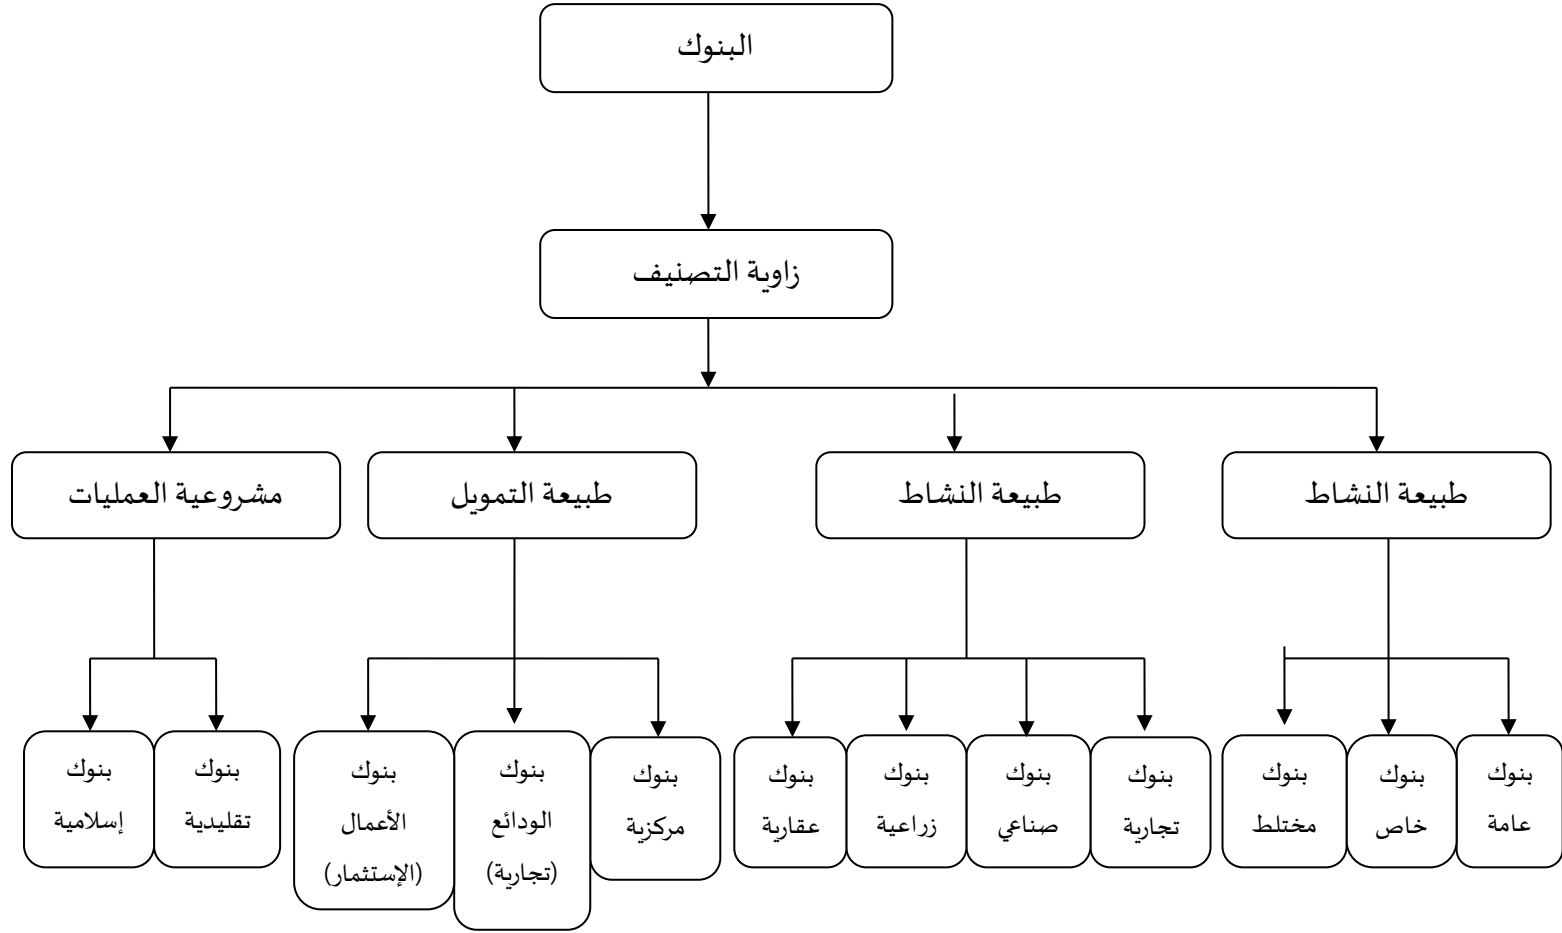 البنوك
زاوية التصنيف
طبيعة النشاط
طبيعة النشاط
طبيعة التمويل
مشروعية العمليات
بنوك
عامة
بنوك
خاص
بنوك
مختلط
بنوك
تجارية
بنوك
صناعي
بنوك
زراعية
بنوك
عقارية
بنوك
مركزية
بنوك
الودائع
(تجارية)
بنوك
الأعمال
(الإستثمار)
بنوك
تقليدية
بنوك
إسلامية